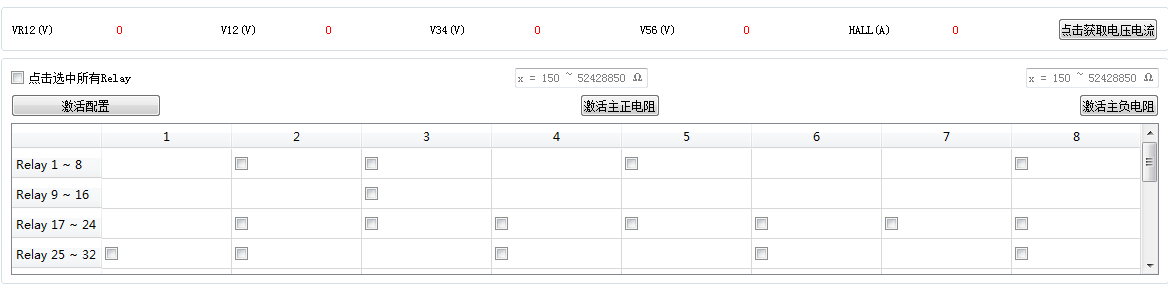 VR12(V) 0 V12(V) 0 V34(V) 0 V56(V) 0 HALL(A) 0 点击获取电压电流
点击选中所有Relay x = 150 ~ 52428850 Ω x = 150 ~ 52428850 Ω
激活配置 激活主正电阻 激活主负电阻
1 2 3 4 5 6 7 8
Relay 1 ~ 8
Relay 9 ~ 16
Relay 17 ~ 24
Relay 25 ~ 32